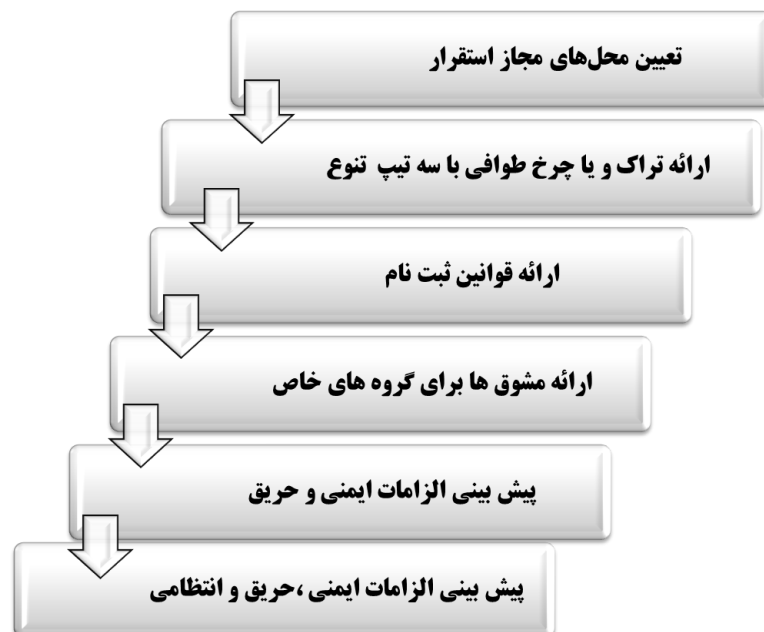 تعیین محل‌های مجاز استقرار
ارائه تراک و یا چرخ طوافی با سه تیپ تنوع
ارائه قوانین ثبت نام
ارائه مشوق ها برای گروه های خاص
پیش بینی الزامات ایمنی و حریق
پیش بینی الزامات ایمنی ،حریق و انتظامی